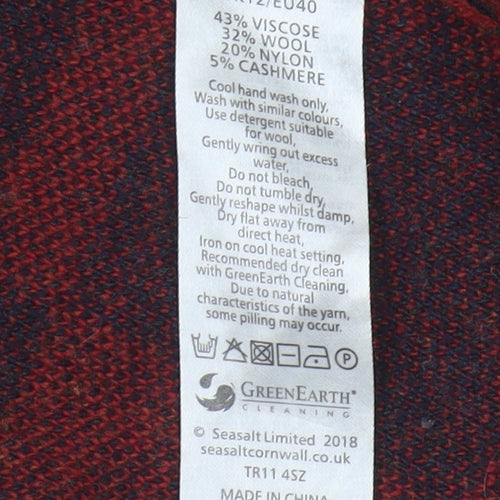 /EU40
43% VISCOSE
32% WOOL
20% NYLON
5% CASHMERE
Cool hand wash only,
Wash with similar colours,
Use detergent suitable
for wool,
Gently wring out excess
water,
Do not bleach,
Do not tumble dry,
Gently reshape whilst damp,
Dry flat away from
direct heat,
Iron on cool heat setting,
Recommended dry clean
with GreenEarth Cleaning,
Due to natural
characteristics of the yarn,
some pilling may occur.
P
GREENEARTH®
CLEANING
© Seasalt Limited 2018
seasaltcornwall.co.uk
TR11 4SZ
MADE IN CHINA